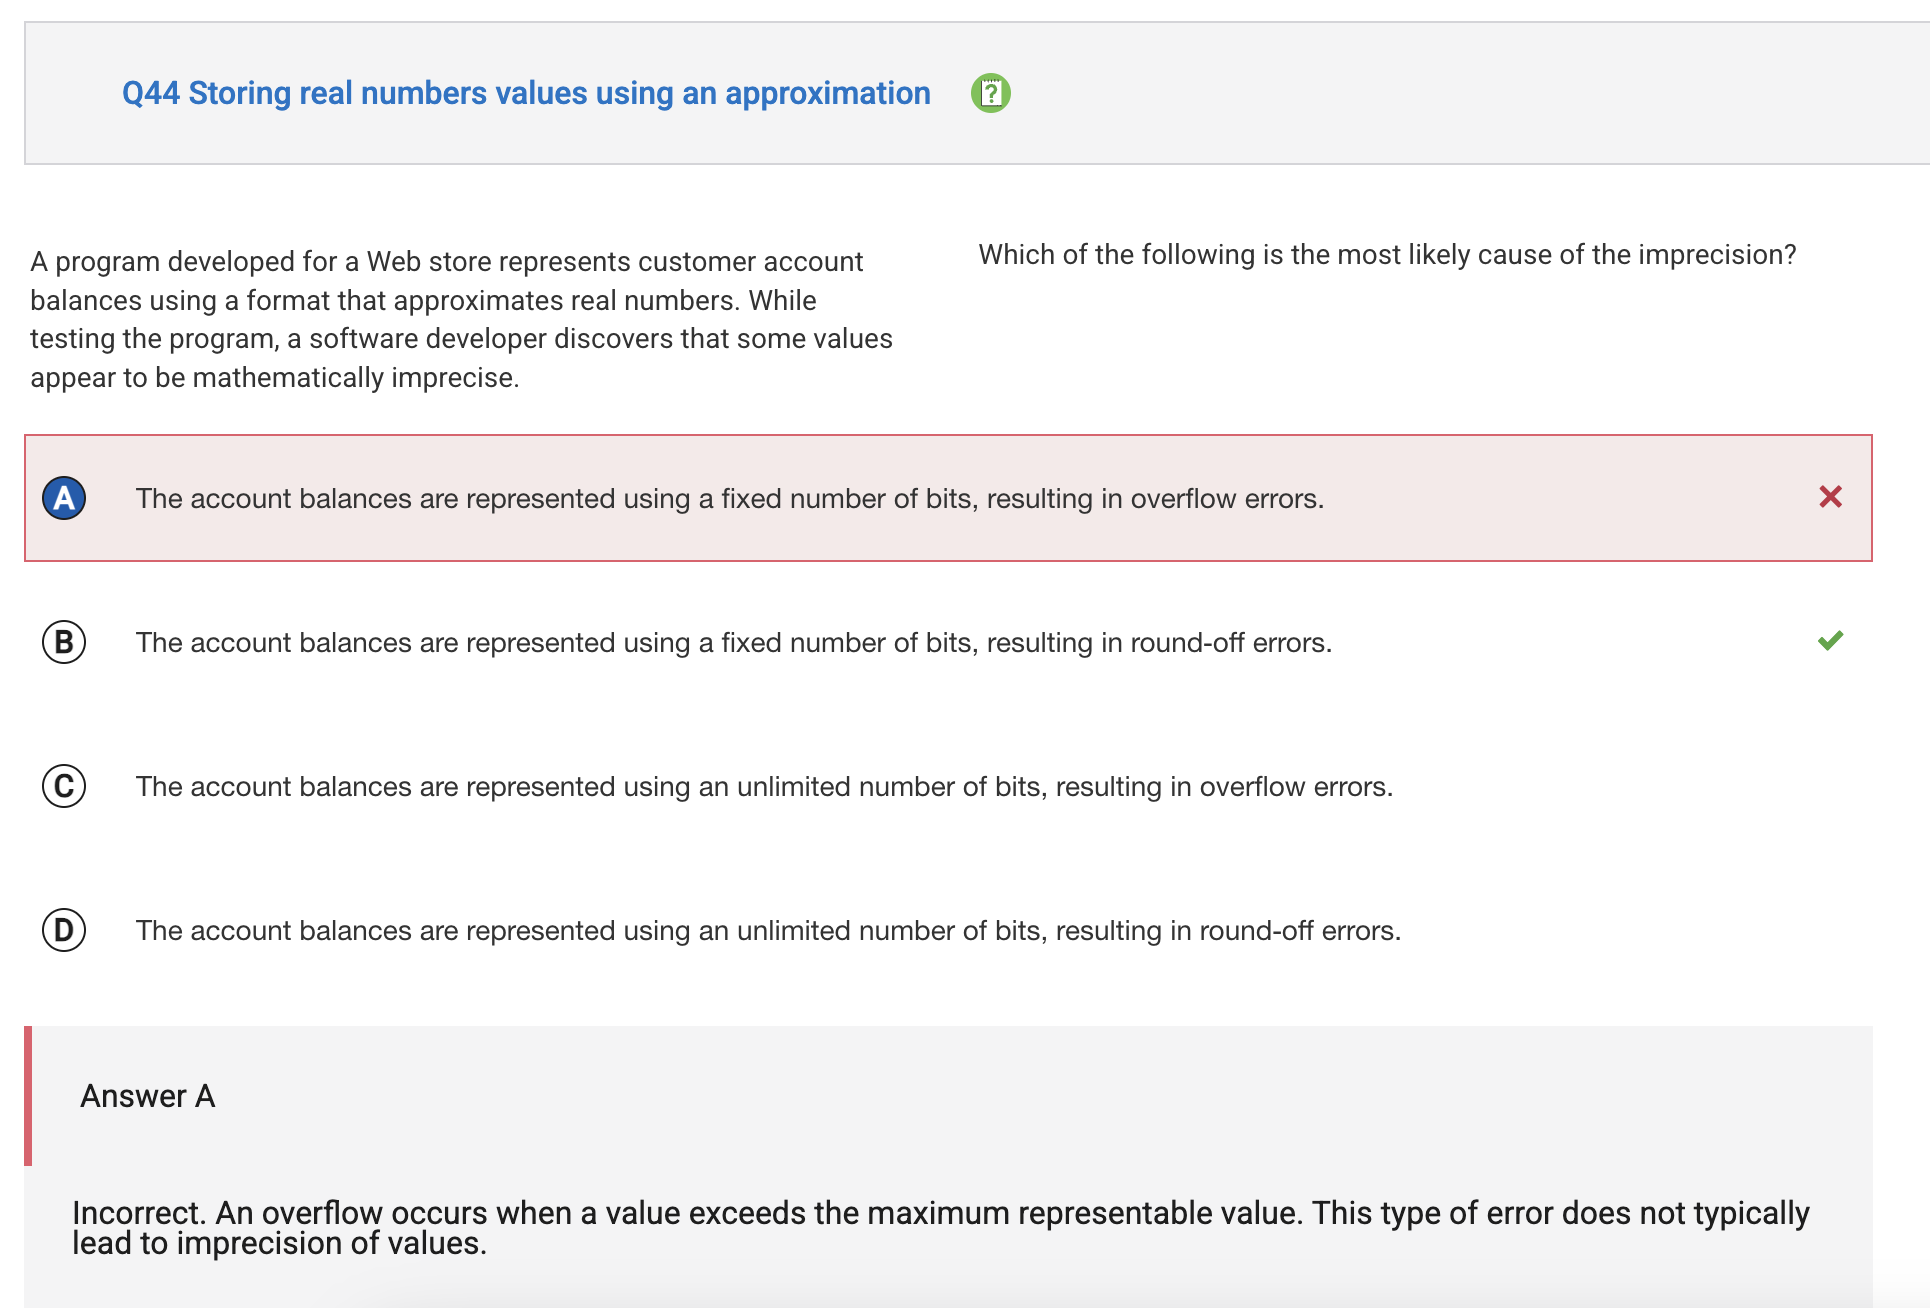 Q44 Storing real numbers values using an approximation
?
A program developed for a Web store represents customer account
balances using a format that approximates real numbers. While
testing the program, a software developer discovers that some values
appear to be mathematically imprecise.
Which of the following is the most likely cause of the imprecision?
A The account balances are represented using a fixed number of bits, resulting in overflow errors.
B The account balances are represented using a fixed number of bits, resulting in round-off errors.
C The account balances are represented using an unlimited number of bits, resulting in overflow errors.
D The account balances are represented using an unlimited number of bits, resulting in round-off errors.
Answer A
Incorrect. An overflow occurs when a value exceeds the maximum representable value. This type of error does not typically
lead to imprecision of values.